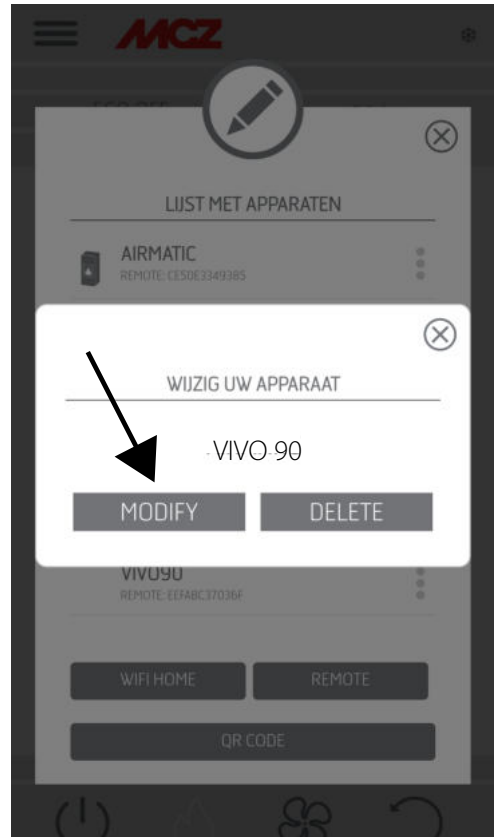 MCZ
LIJST MET APPARATEN
AIRMATIC
REMOTE: CE5DE3349385
WIJZIG UW APPARAAT
VIVO 90
MODIFY DELETE
VIVO90
REMOTE: EEFABC37036F
WIFI HOME REMOTE
QR CODE